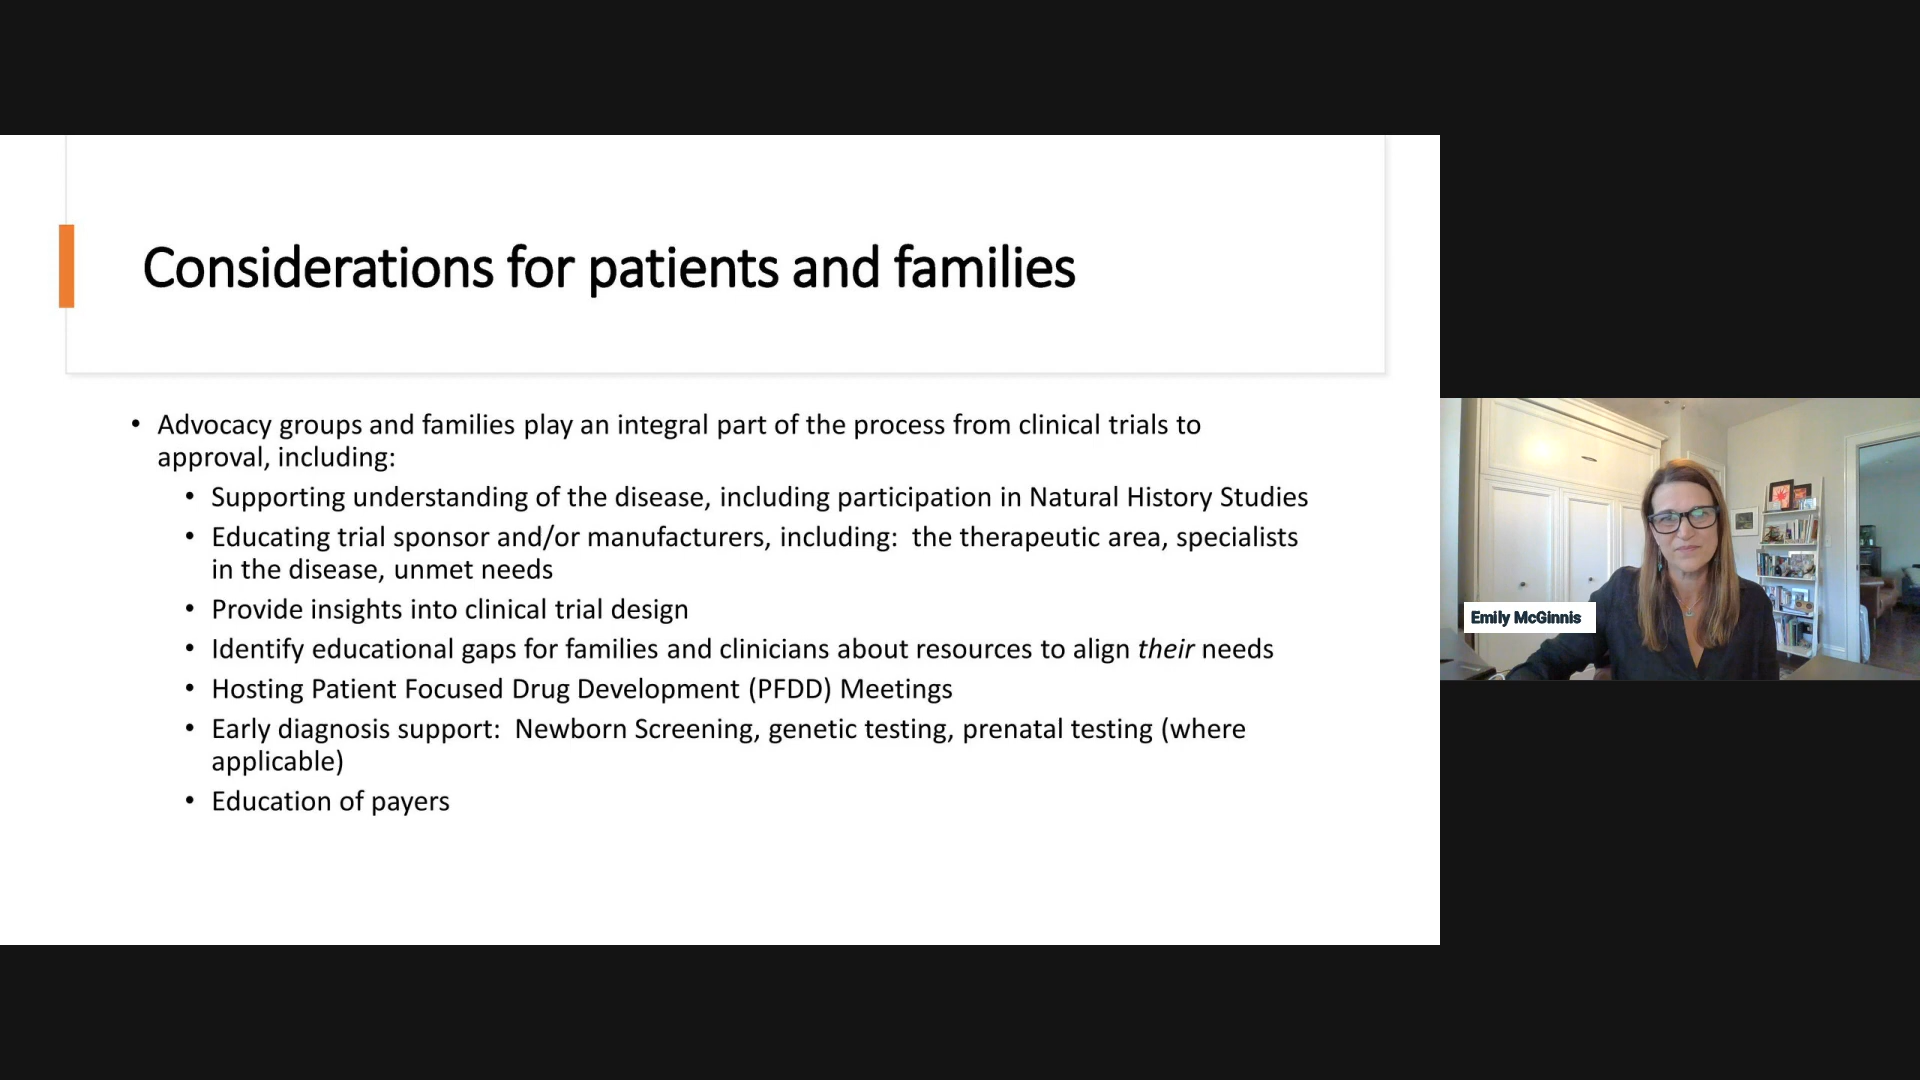 Considerations for patients and families
• Advocacy groups and families play an integral part of the process from clinical trials to
approval, including:
• Supporting understanding of the disease, including participation in Natural History Studies
• Educating trial sponsor and/or manufacturers, including:  the therapeutic area, specialists
in the disease, unmet needs
• Provide insights into clinical trial design
• Identify educational gaps for families and clinicians about resources to align their needs
• Hosting Patient Focused Drug Development (PFDD) Meetings
• Early diagnosis support:  Newborn Screening, genetic testing, prenatal testing (where
applicable)
• Education of payers
Emily McGinnis